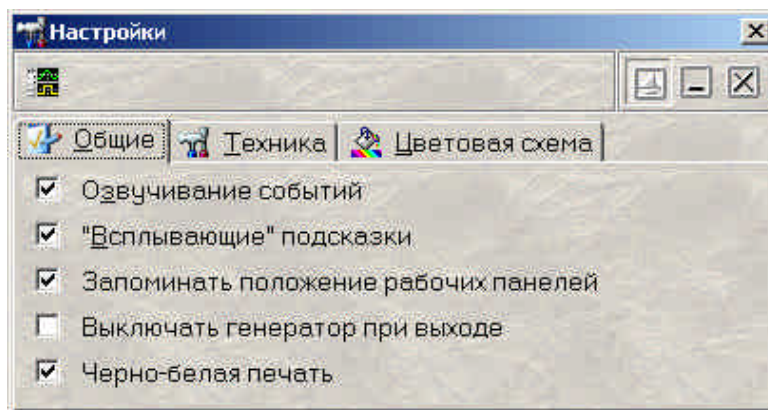 Настройки
Общие Техника Цветовая схема
Озвучивание событий
"Всплывающие" подсказки
Запоминать положение рабочих панелей
Выключать генератор при выходе
Черно-белая печать